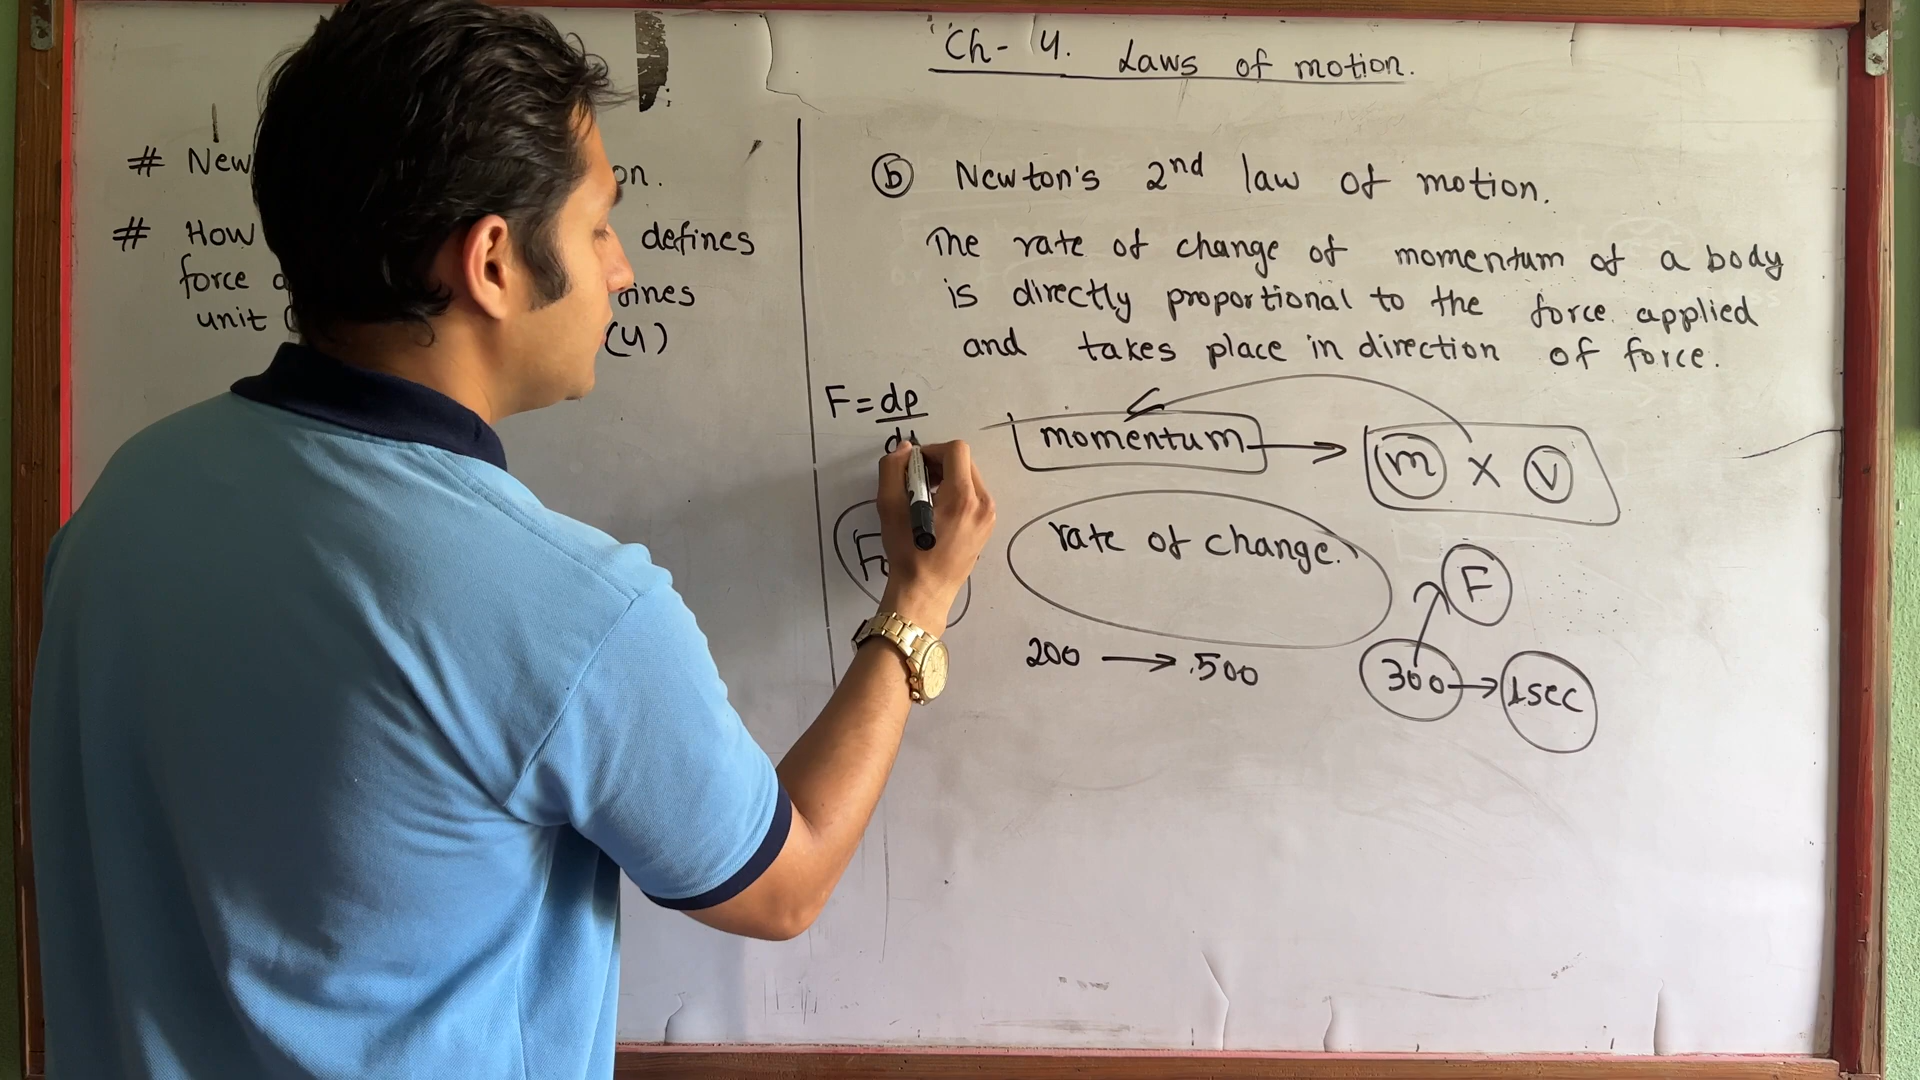 Ch- 4. Laws of motion.
# New on.
# How defines
force fines
unit (4)
(b) Newton's 2nd law of motion.
The rate of change of momentum of a body
is directly proportional to the force applied
and takes place in direction of force.
F = dp
momentum → m x v
rate of change.
F
200 → 500
300 → 1sec